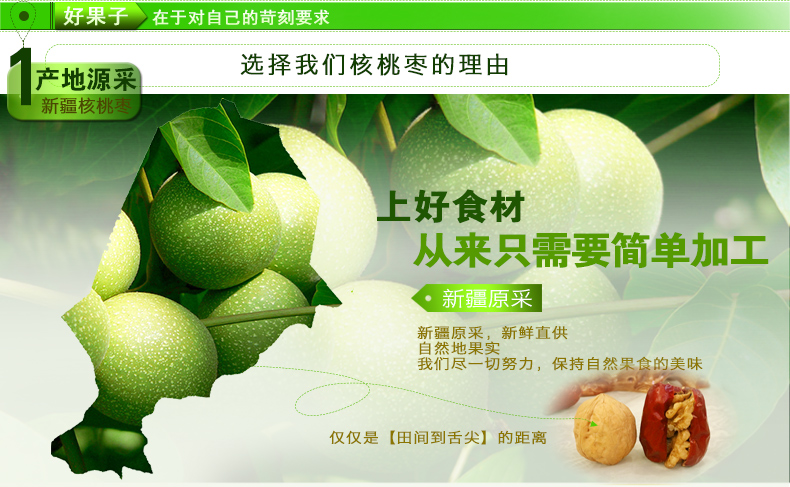 好果子 在于对自己的苛刻要求
选择我们核桃枣的理由
1 产地源采
新疆核桃枣
上好食材
从来只需要简单加工
新疆原采
新疆原采，新鲜直供
自然地果实
我们尽一切努力，保持自然果食的美味
仅仅是【田间到舌尖】的距离